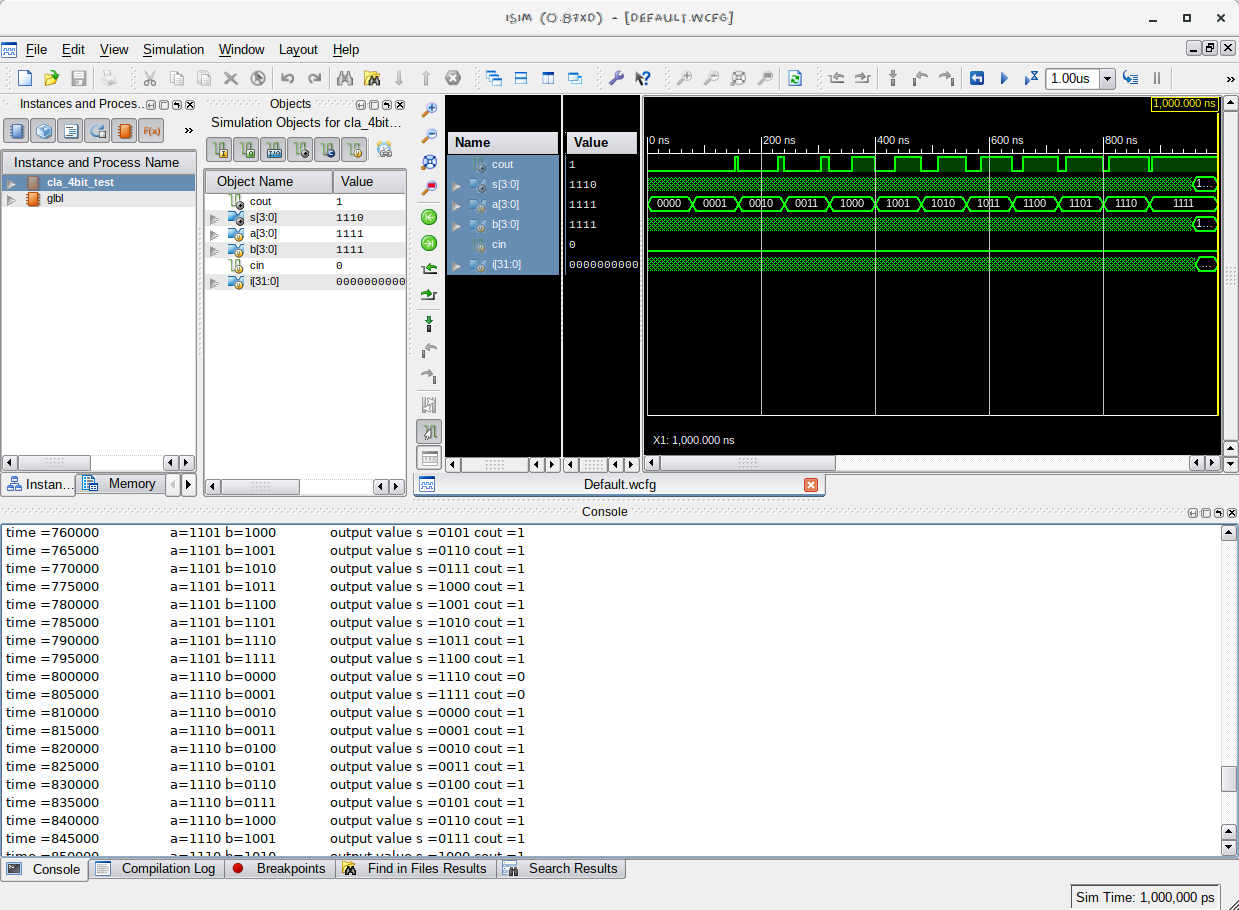 ISIM (O.87XD) - [DEFAULT.WCFG]
File Edit View Simulation Window Layout Help
1.00us
»
Instances and Proces..
»
Instance and Process Name
cla_4bit_test
glbl
Instan...
Memory
Objects
Simulation Objects for cla_4bit...
Object Name Value
cout 1
s[3:0] 1110
a[3:0] 1111
b[3:0] 1111
cin 0
i[31:0] 0000000000
Name Value
cout 1
s[3:0] 1110
a[3:0] 1111
b[3:0] 1111
cin 0
i[31:0] 0000000000
1,000.000 ns
0 ns 200 ns 400 ns 600 ns 800 ns
1...
0000 0001 0010 0011 1000 1001 1010 1011 1100 1101 1110 1111
1...
...
X1: 1,000.000 ns
Default.wcfg
Console
time =760000 a=1101 b=1000 output value s =0101 cout =1
time =765000 a=1101 b=1001 output value s =0110 cout =1
time =770000 a=1101 b=1010 output value s =0111 cout =1
time =775000 a=1101 b=1011 output value s =1000 cout =1
time =780000 a=1101 b=1100 output value s =1001 cout =1
time =785000 a=1101 b=1101 output value s =1010 cout =1
time =790000 a=1101 b=1110 output value s =1011 cout =1
time =795000 a=1101 b=1111 output value s =1100 cout =1
time =800000 a=1110 b=0000 output value s =1110 cout=0
time =805000 a=1110 b=0001 output value s =1111 cout=0
time =810000 a=1110 b=0010 output value s =0000 cout =1
time =815000 a=1110 b=0011 output value s =0001 cout =1
time =820000 a=1110 b=0100 output value s =0010 cout =1
time =825000 a=1110 b=0101 output value s =0011 cout =1
time =830000 a=1110 b=0110 output value s =0100 cout =1
time =835000 a=1110 b=0111 output value s =0101 cout =1
time =840000 a=1110 b=1000 output value s =0110 cout =1
time =845000 a=1110 b=1001 output value s =0111 cout =1
time =850000 a=1110 b=1010 output value s =1000 cout =1
Console Compilation Log Breakpoints Find in Files Results Search Results
Sim Time: 1,000,000 ps